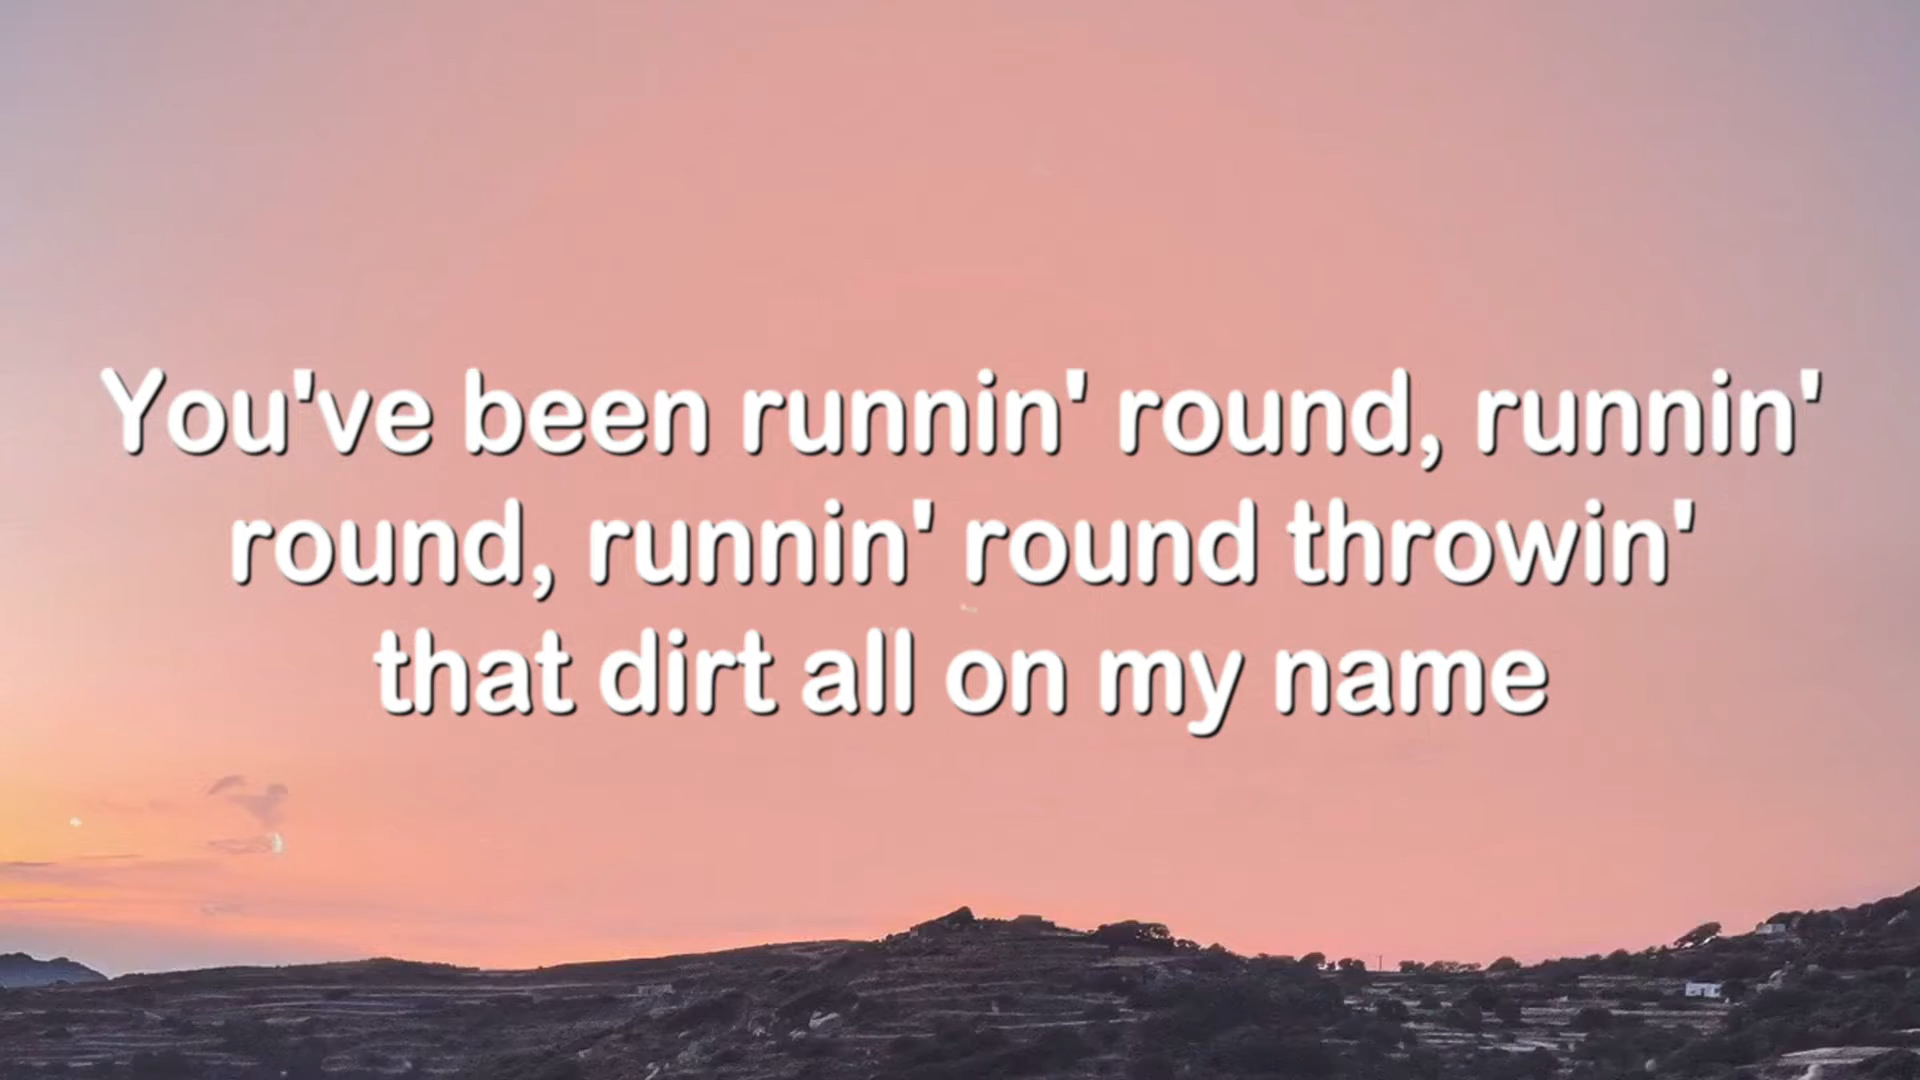 You've been runnin' round, runnin'
round, runnin' round throwin'
that dirt all on my name